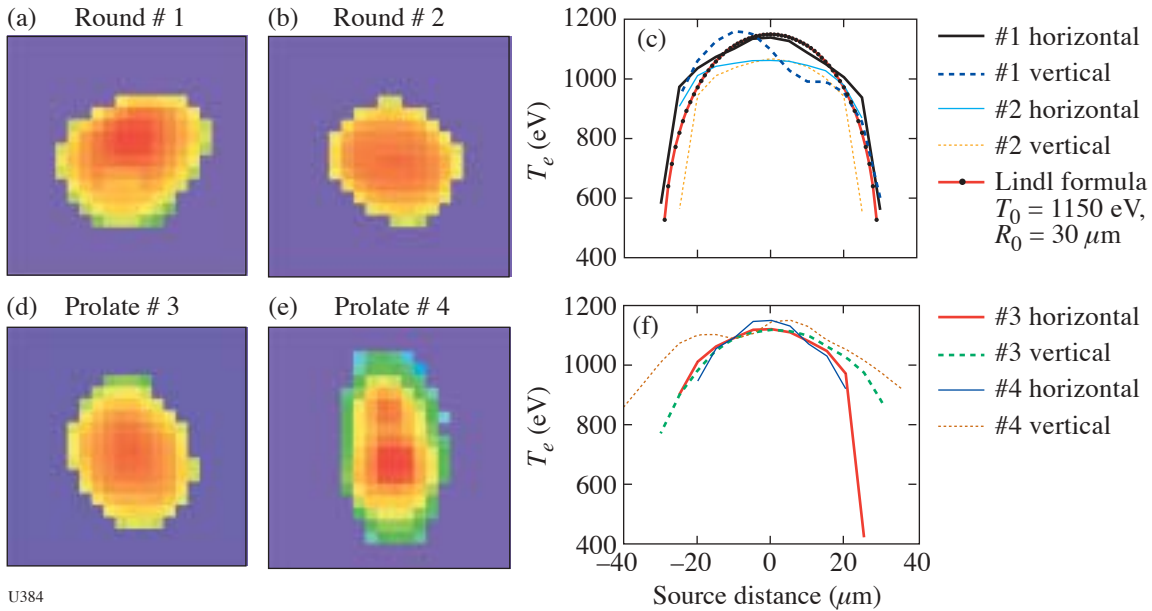 (a) Round # 1
(b) Round # 2
(c)
1200
1000
800
600
400
T_e (eV)
#1 horizontal
#1 vertical
#2 horizontal
#2 vertical
Lindl formula
T_0 = 1150 eV,
R_0 = 30 μm
(d) Prolate # 3
(e) Prolate # 4
(f)
1200
1000
800
600
400
T_e (eV)
–40 –20 0 20 40
Source distance (μm)
#3 horizontal
#3 vertical
#4 horizontal
#4 vertical
U384